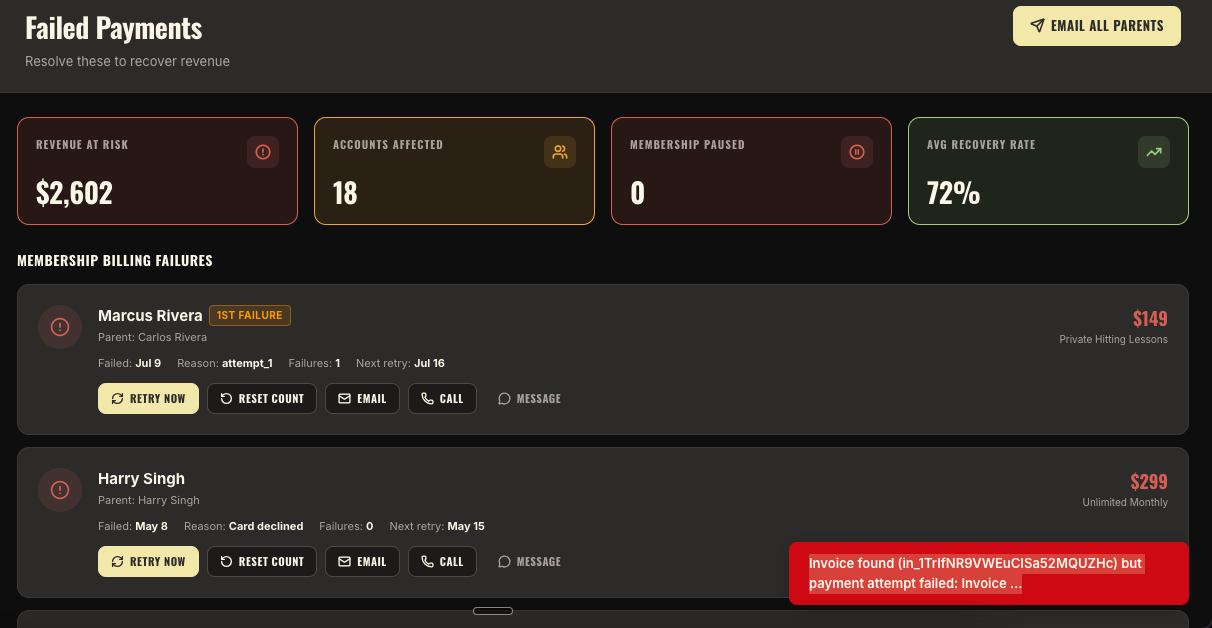 Failed Payments
EMAIL ALL PARENTS
Resolve these to recover revenue
REVENUE AT RISK
$2,602
ACCOUNTS AFFECTED
18
MEMBERSHIP PAUSED
0
AVG RECOVERY RATE
72%
MEMBERSHIP BILLING FAILURES
Marcus Rivera 1ST FAILURE
$149
Parent: Carlos Rivera
Private Hitting Lessons
Failed: Jul 9 Reason: attempt_1 Failures: 1 Next retry: Jul 16
RETRY NOW RESET COUNT EMAIL CALL MESSAGE
Harry Singh
$299
Parent: Harry Singh
Unlimited Monthly
Failed: May 8 Reason: Card declined Failures: 0 Next retry: May 15
RETRY NOW RESET COUNT EMAIL CALL MESSAGE
Invoice found (in_1TrIfNR9VWEuCISa52MQUZHc) but
payment attempt failed: Invoice ...